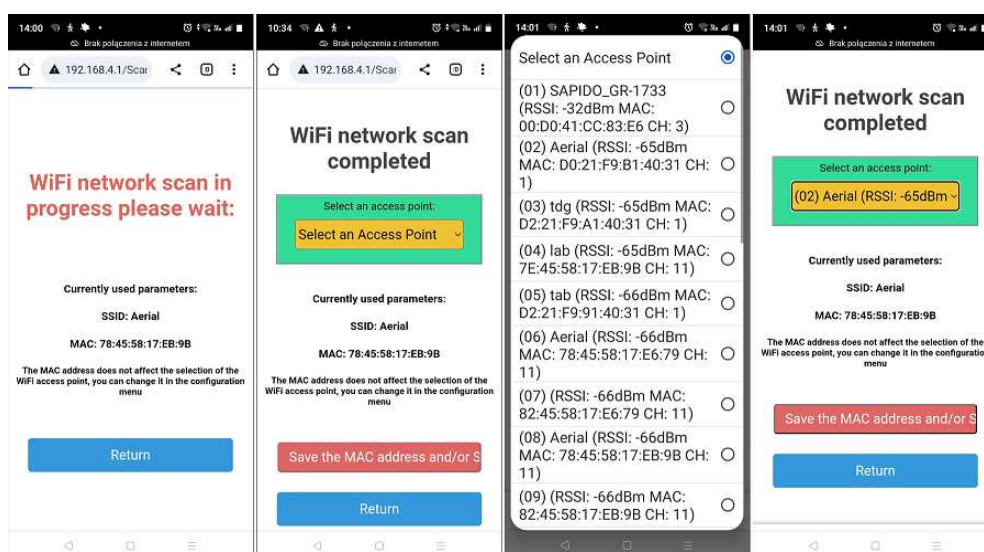 14:00
Brak połączenia z internetem
192.168.4.1/Scar
:D
WiFi network scan in
progress please wait:
Currently used parameters:
SSID: Aerial
MAC: 78:45:58:17:EB:9B
The MAC address does not affect the selection of the
WiFi access point, you can change it in the configuration
menu
Return
10:34
Brak połączenia z internetem
192.168.4.1/Scar
:D
WiFi network scan
completed
Select an access point:
Select an Access Point
Currently used parameters:
SSID: Aerial
MAC: 78:45:58:17:EB:9B
The MAC address does not affect the selection of the
WiFi access point, you can change it in the configuration
menu
Save the MAC address and/or S
Return
14:01
Brak połączenia z internetem
Select an Access Point
(01) SAPIDO_GR-1733
(RSSI: -32dBm MAC:
00:D0:41:CC:83:E6 CH: 3)
(02) Aerial (RSSI: -65dBm
MAC: D0:21:F9:B1:40:31 CH:
1)
(03) tdg (RSSI: -65dBm MAC:
D2:21:F9:A1:40:31 CH: 1)
(04) lab (RSSI: -65dBm MAC:
7E:45:58:17:EB:9B CH: 11)
(05) tab (RSSI: -66dBm MAC:
D2:21:F9:91:40:31 CH: 1)
(06) Aerial (RSSI: -66dBm
MAC: 78:45:58:17:E6:79 CH:
11)
(07) (RSSI: -66dBm MAC:
82:45:58:17:E6:79 CH: 11)
(08) Aerial (RSSI: -66dBm
MAC: 78:45:58:17:EB:9B CH:
11)
(09) (RSSI: -66dBm MAC:
82:45:58:17:EB:9B CH: 11)
14:01
Brak połączenia z internetem
WiFi network scan
completed
Select an access point:
(02) Aerial (RSSI: -65dBm
Currently used parameters:
SSID: Aerial
MAC: 78:45:58:17:EB:9B
The MAC address does not affect the selection of the
WiFi access point, you can change it in the configuratio
menu
Save the MAC address and/or S
Return